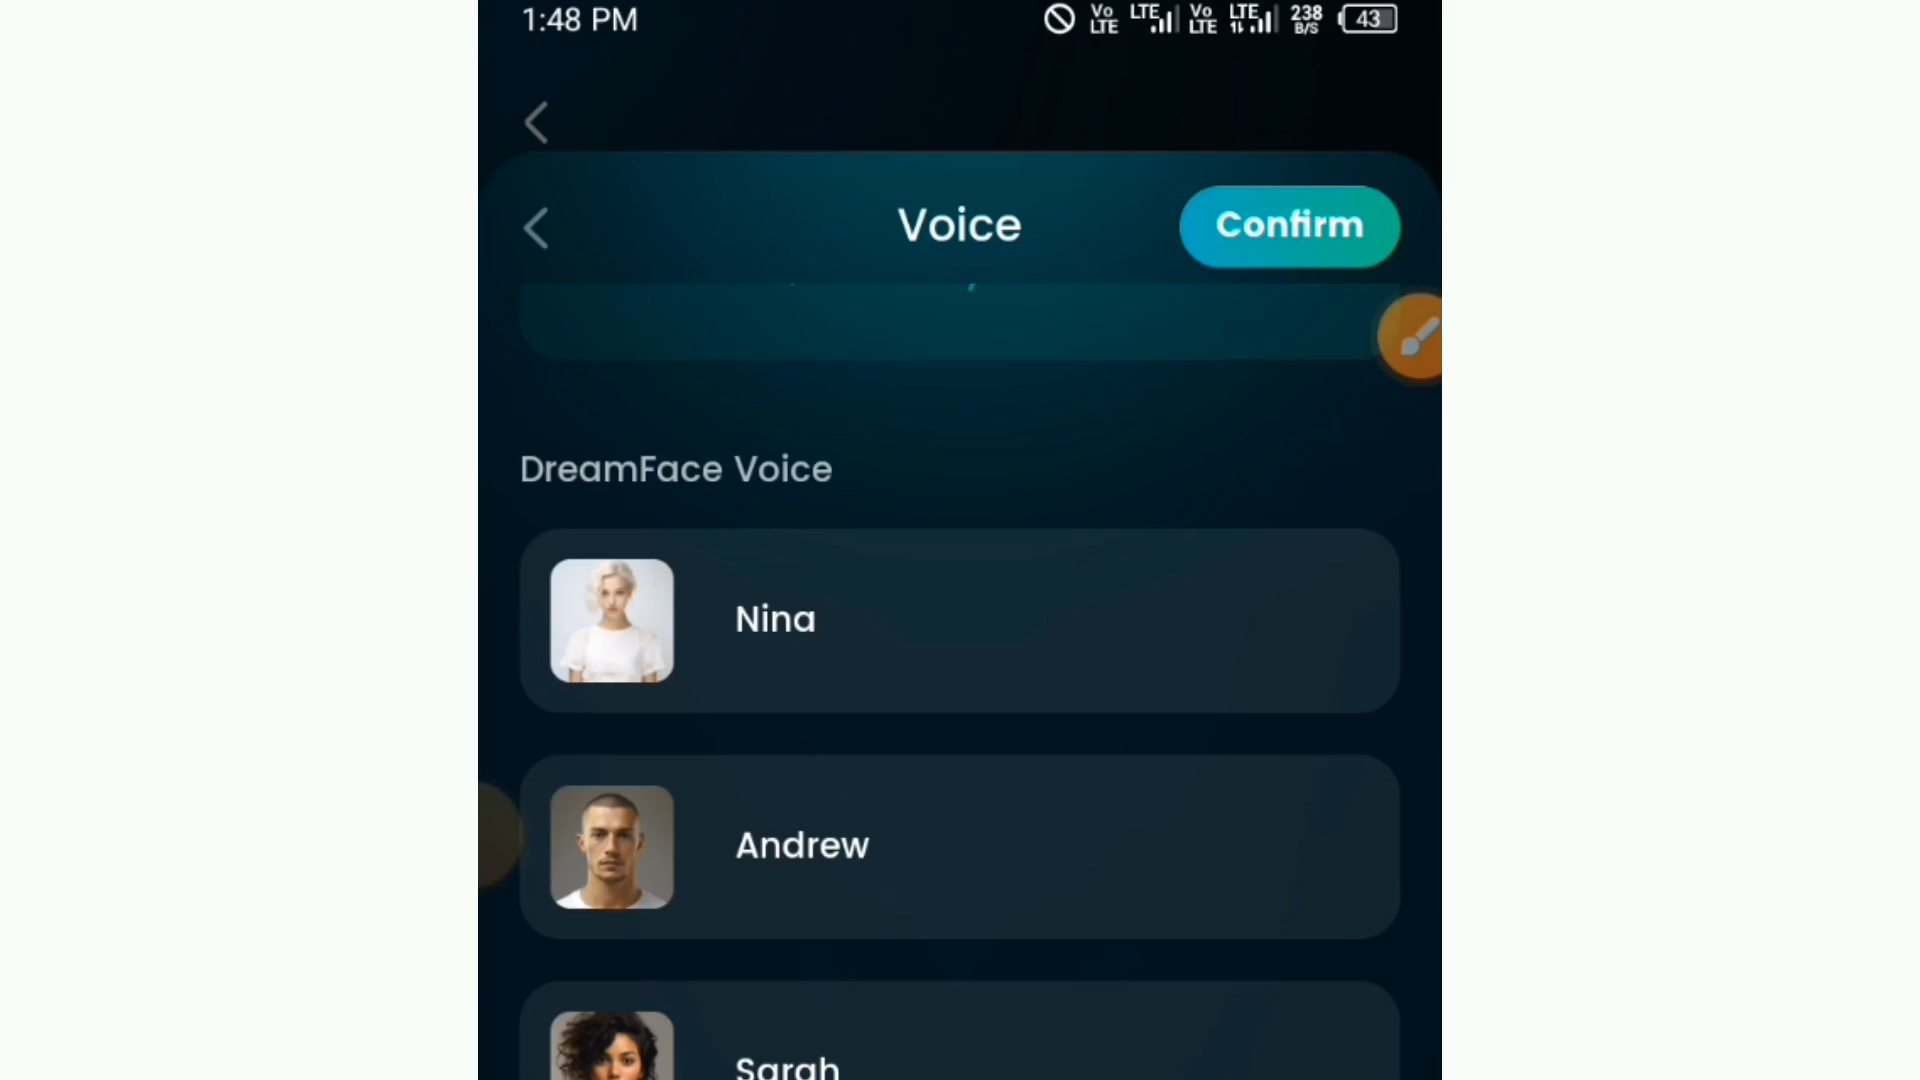 1:48 PM
Vo LTE LTE Vo LTE LTE 238 B/S 43
Voice
Confirm
DreamFace Voice
Nina
Andrew
Sarah